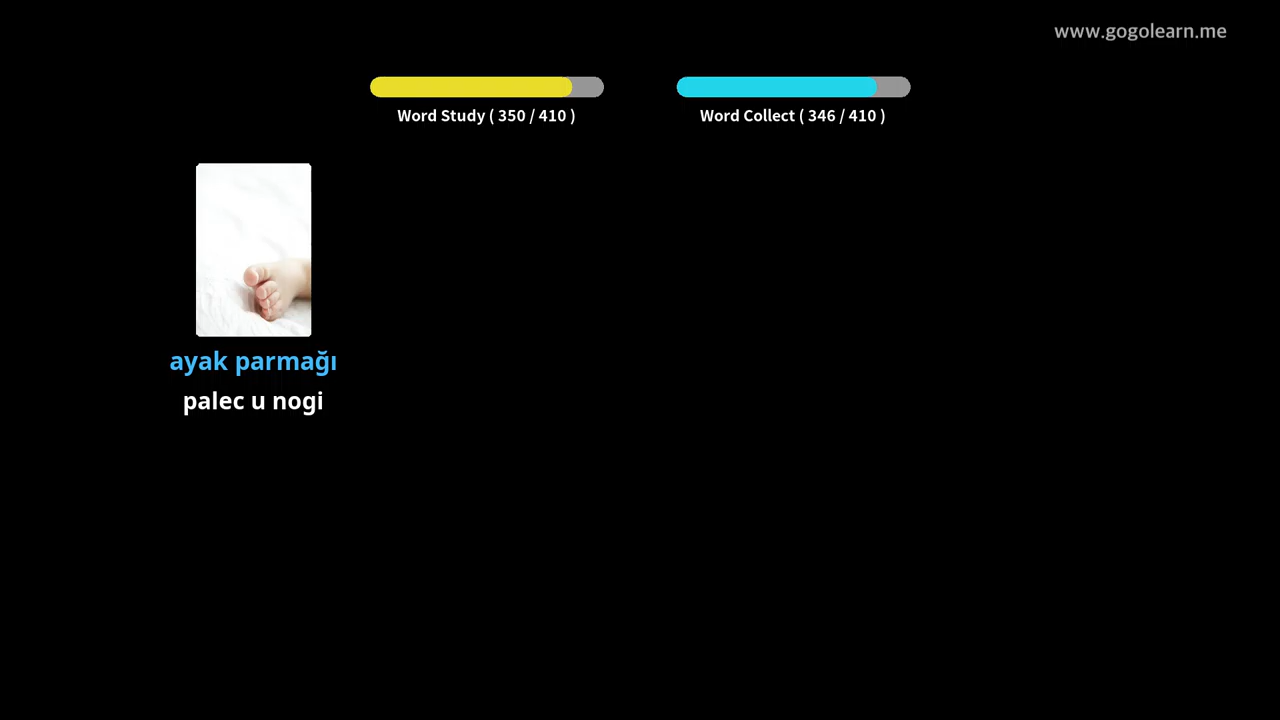 www.gogolearn.me
Word Study ( 350 / 410 )
Word Collect ( 346 / 410 )
ayak parmağı
palec u nogi